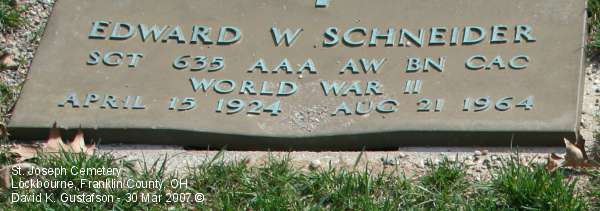 EDWARD W SCHNEIDER
SGT 635 AAA AW BN CAC
WORLD WAR II
APRIL 15 1924 AUG 21 1964
St. Joseph Cemetery
Lockbourne, Franklin County, OH
David K. Gustafson - 30 Mar 2007 ©